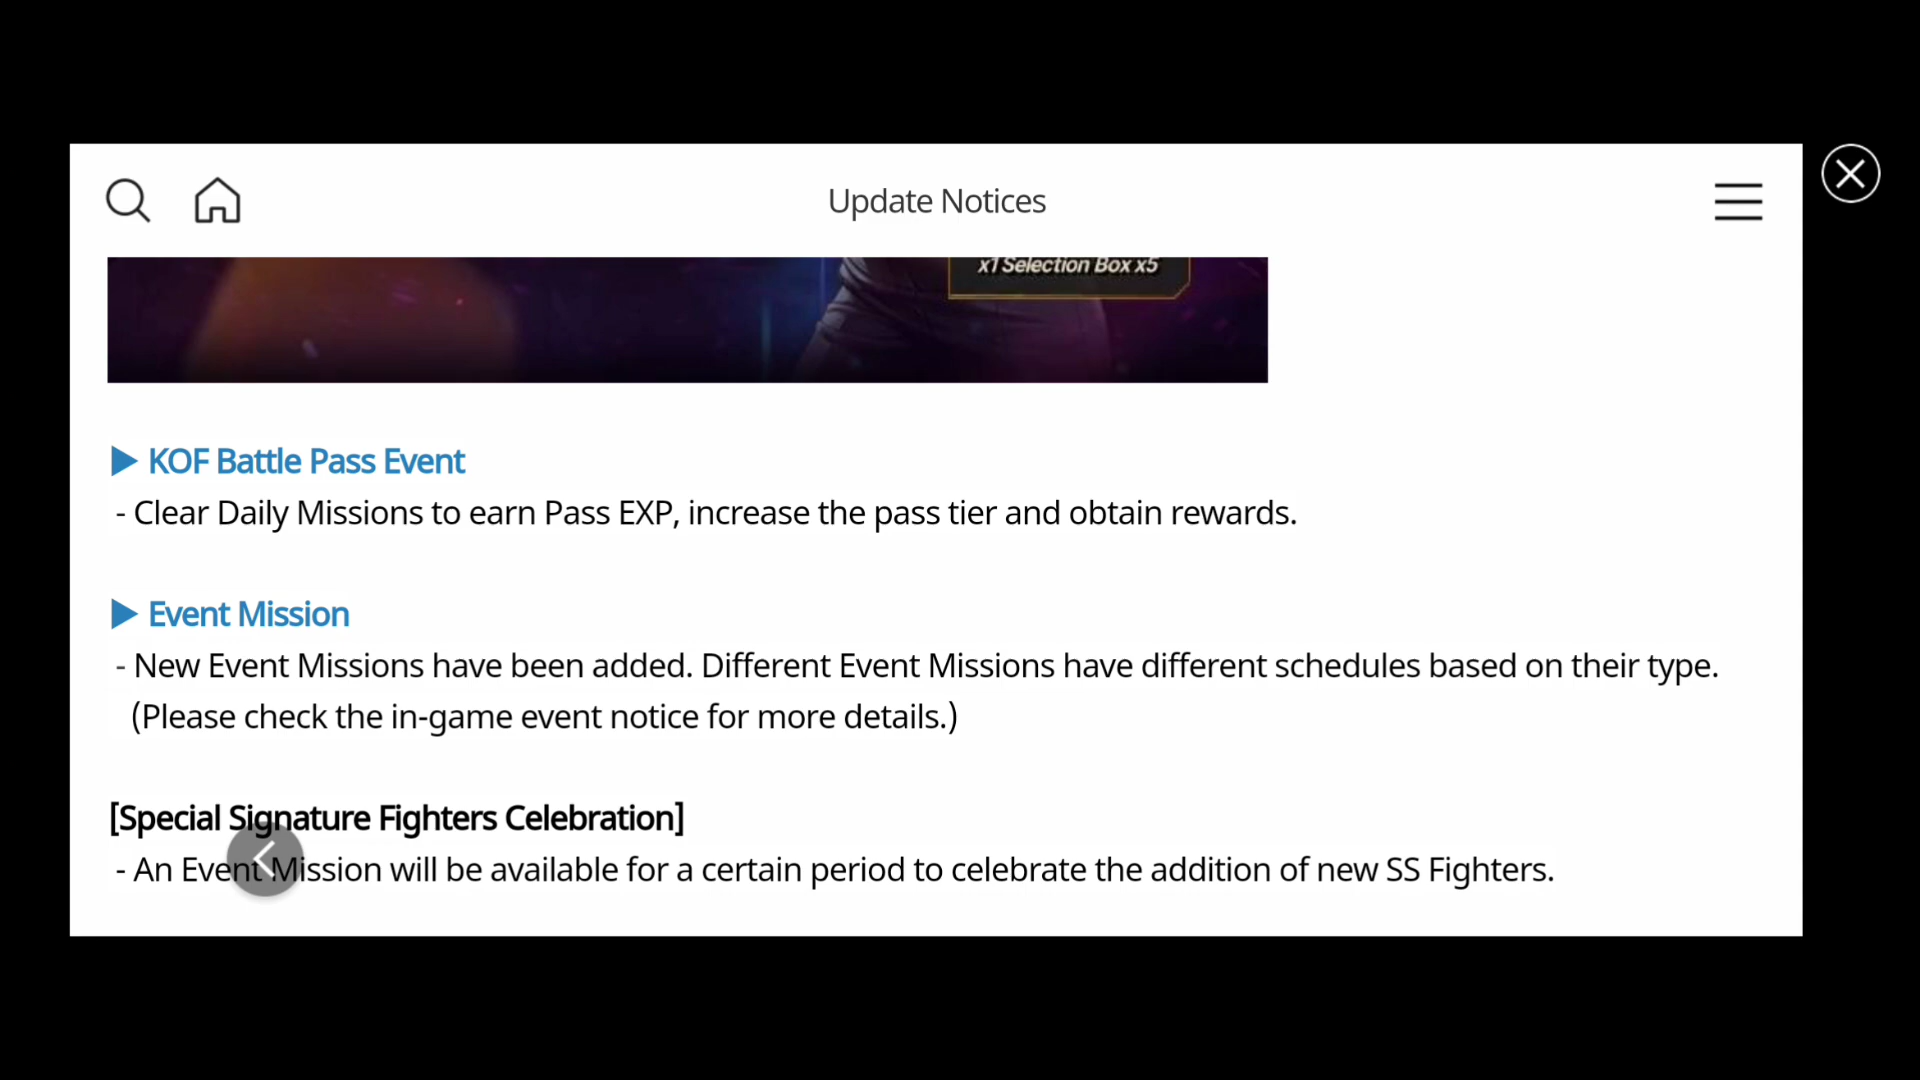 Update Notices
x1 Selection Box x5
▶ KOF Battle Pass Event
- Clear Daily Missions to earn Pass EXP, increase the pass tier and obtain rewards.
▶ Event Mission
- New Event Missions have been added. Different Event Missions have different schedules based on their type.
(Please check the in-game event notice for more details.)
[Special Signature Fighters Celebration]
- An Event Mission will be available for a certain period to celebrate the addition of new SS Fighters.